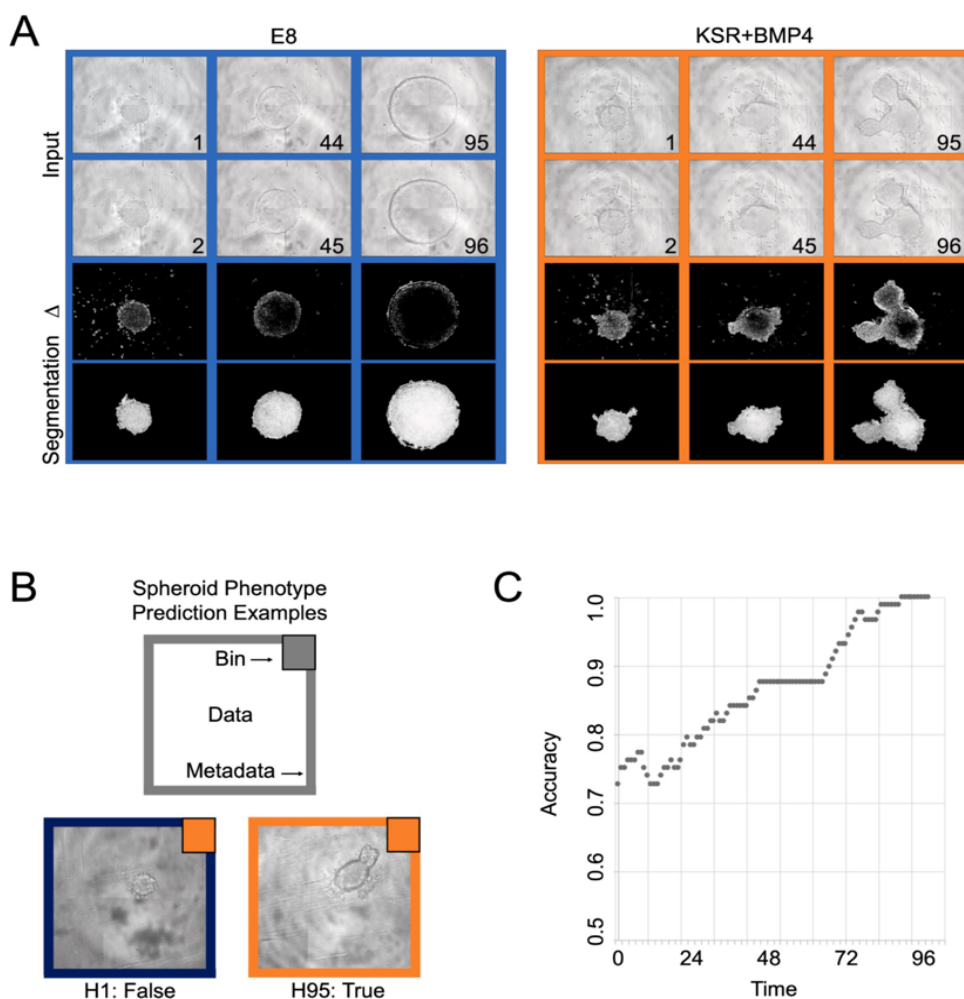 A
E8
KSR+BMP4
Input
1
44
95
1
44
95
2
45
96
2
45
96
Δ
Segmentation
B
Spheroid Phenotype
Prediction Examples
Bin
Data
Metadata
H1: False
H95: True
C
Accuracy
1.0
0.9
0.8
0.7
0.6
0.5
0
24
48
72
96
Time